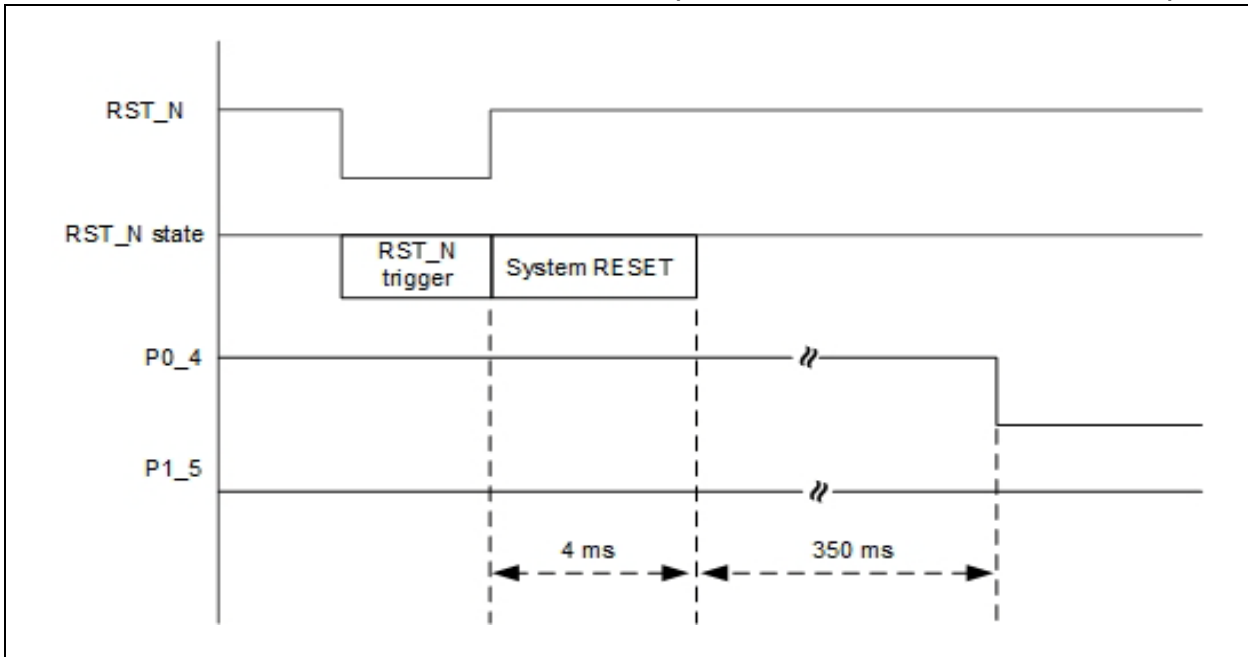 RST_N
RST_N state
RST_N
trigger
System RESET
P0_4
P1_5
4 ms
350 ms